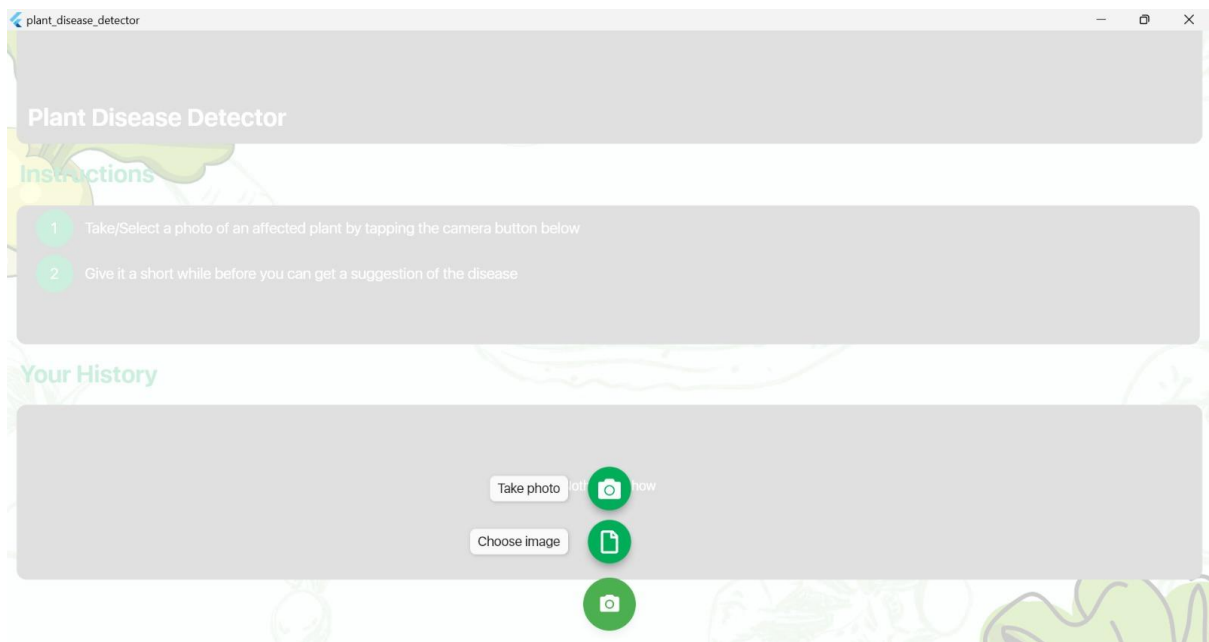 plant_disease_detector
Plant Disease Detector
Instructions
1 Take/Select a photo of an affected plant by tapping the camera button below
2 Give it a short while before you can get a suggestion of the disease
Your History
Take photo
Choose image